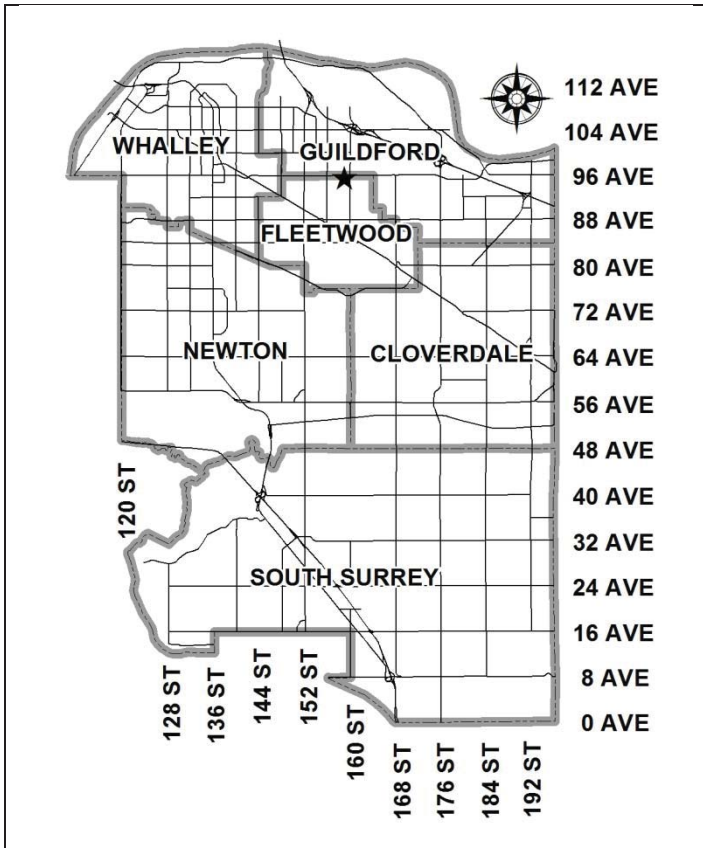 112 AVE
104 AVE
WHALLEY
GUILDFORD
96 AVE
88 AVE
FLEETWOOD
80 AVE
72 AVE
NEWTON
CLOVERDALE
64 AVE
56 AVE
48 AVE
120 ST
40 AVE
32 AVE
SOUTH SURREY
24 AVE
16 AVE
128 ST
136 ST
144 ST
152 ST
8 AVE
160 ST
0 AVE
168 ST
176 ST
184 ST
192 ST